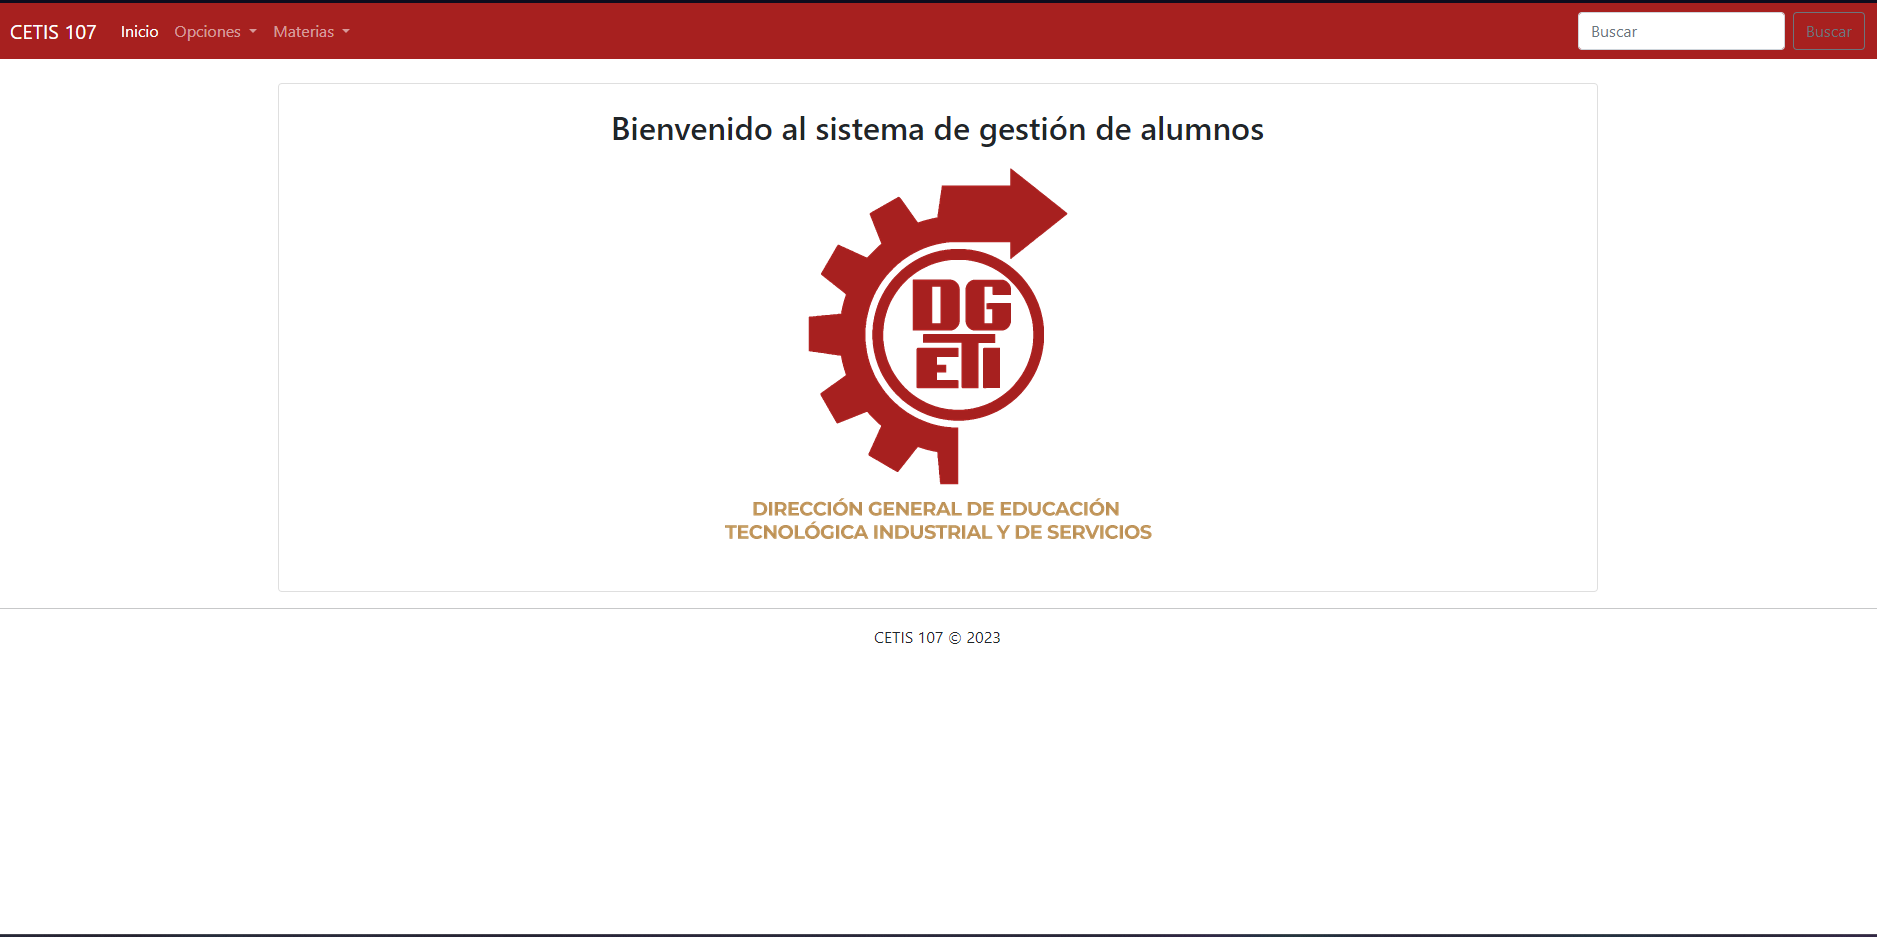 CETIS 107 Inicio Opciones Materias Buscar Buscar
Bienvenido al sistema de gestión de alumnos
DG
ETI
DIRECCIÓN GENERAL DE EDUCACIÓN
TECNOLÓGICA INDUSTRIAL Y DE SERVICIOS
CETIS 107 © 2023